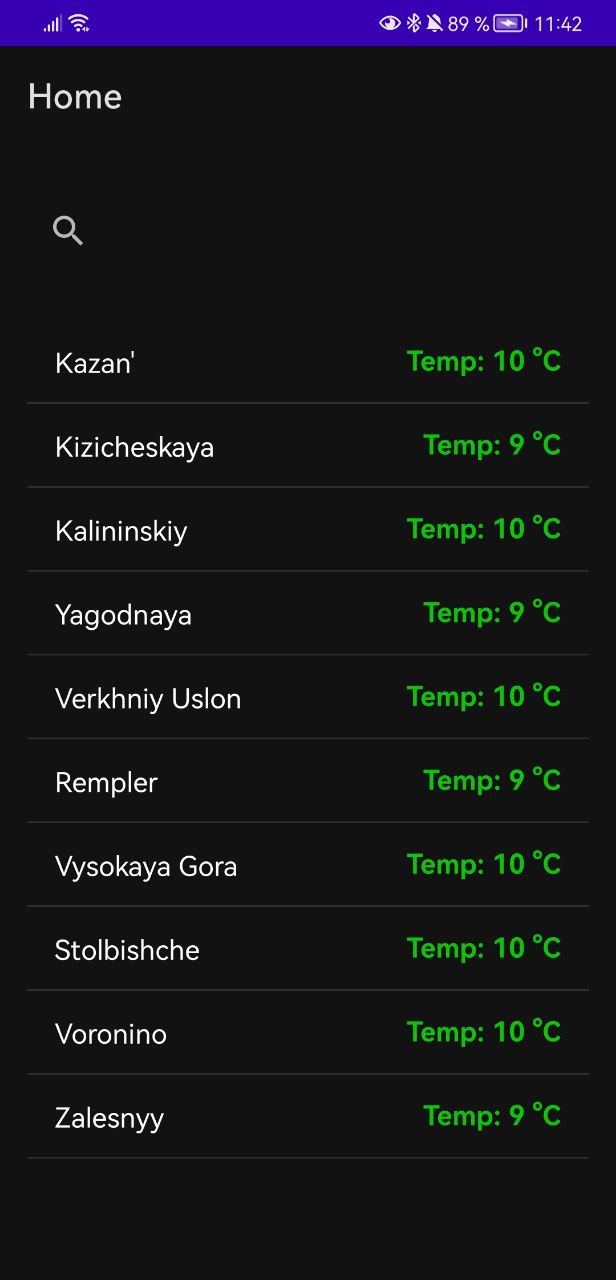 89 % 11:42
Home
Kazan' Temp: 10 °C
Kizicheskaya Temp: 9 °C
Kalininskiy Temp: 10 °C
Yagodnaya Temp: 9 °C
Verkhniy Uslon Temp: 10 °C
Rempler Temp: 9 °C
Vysokaya Gora Temp: 10 °C
Stolbishche Temp: 10 °C
Voronino Temp: 10 °C
Zalesnyy Temp: 9 °C